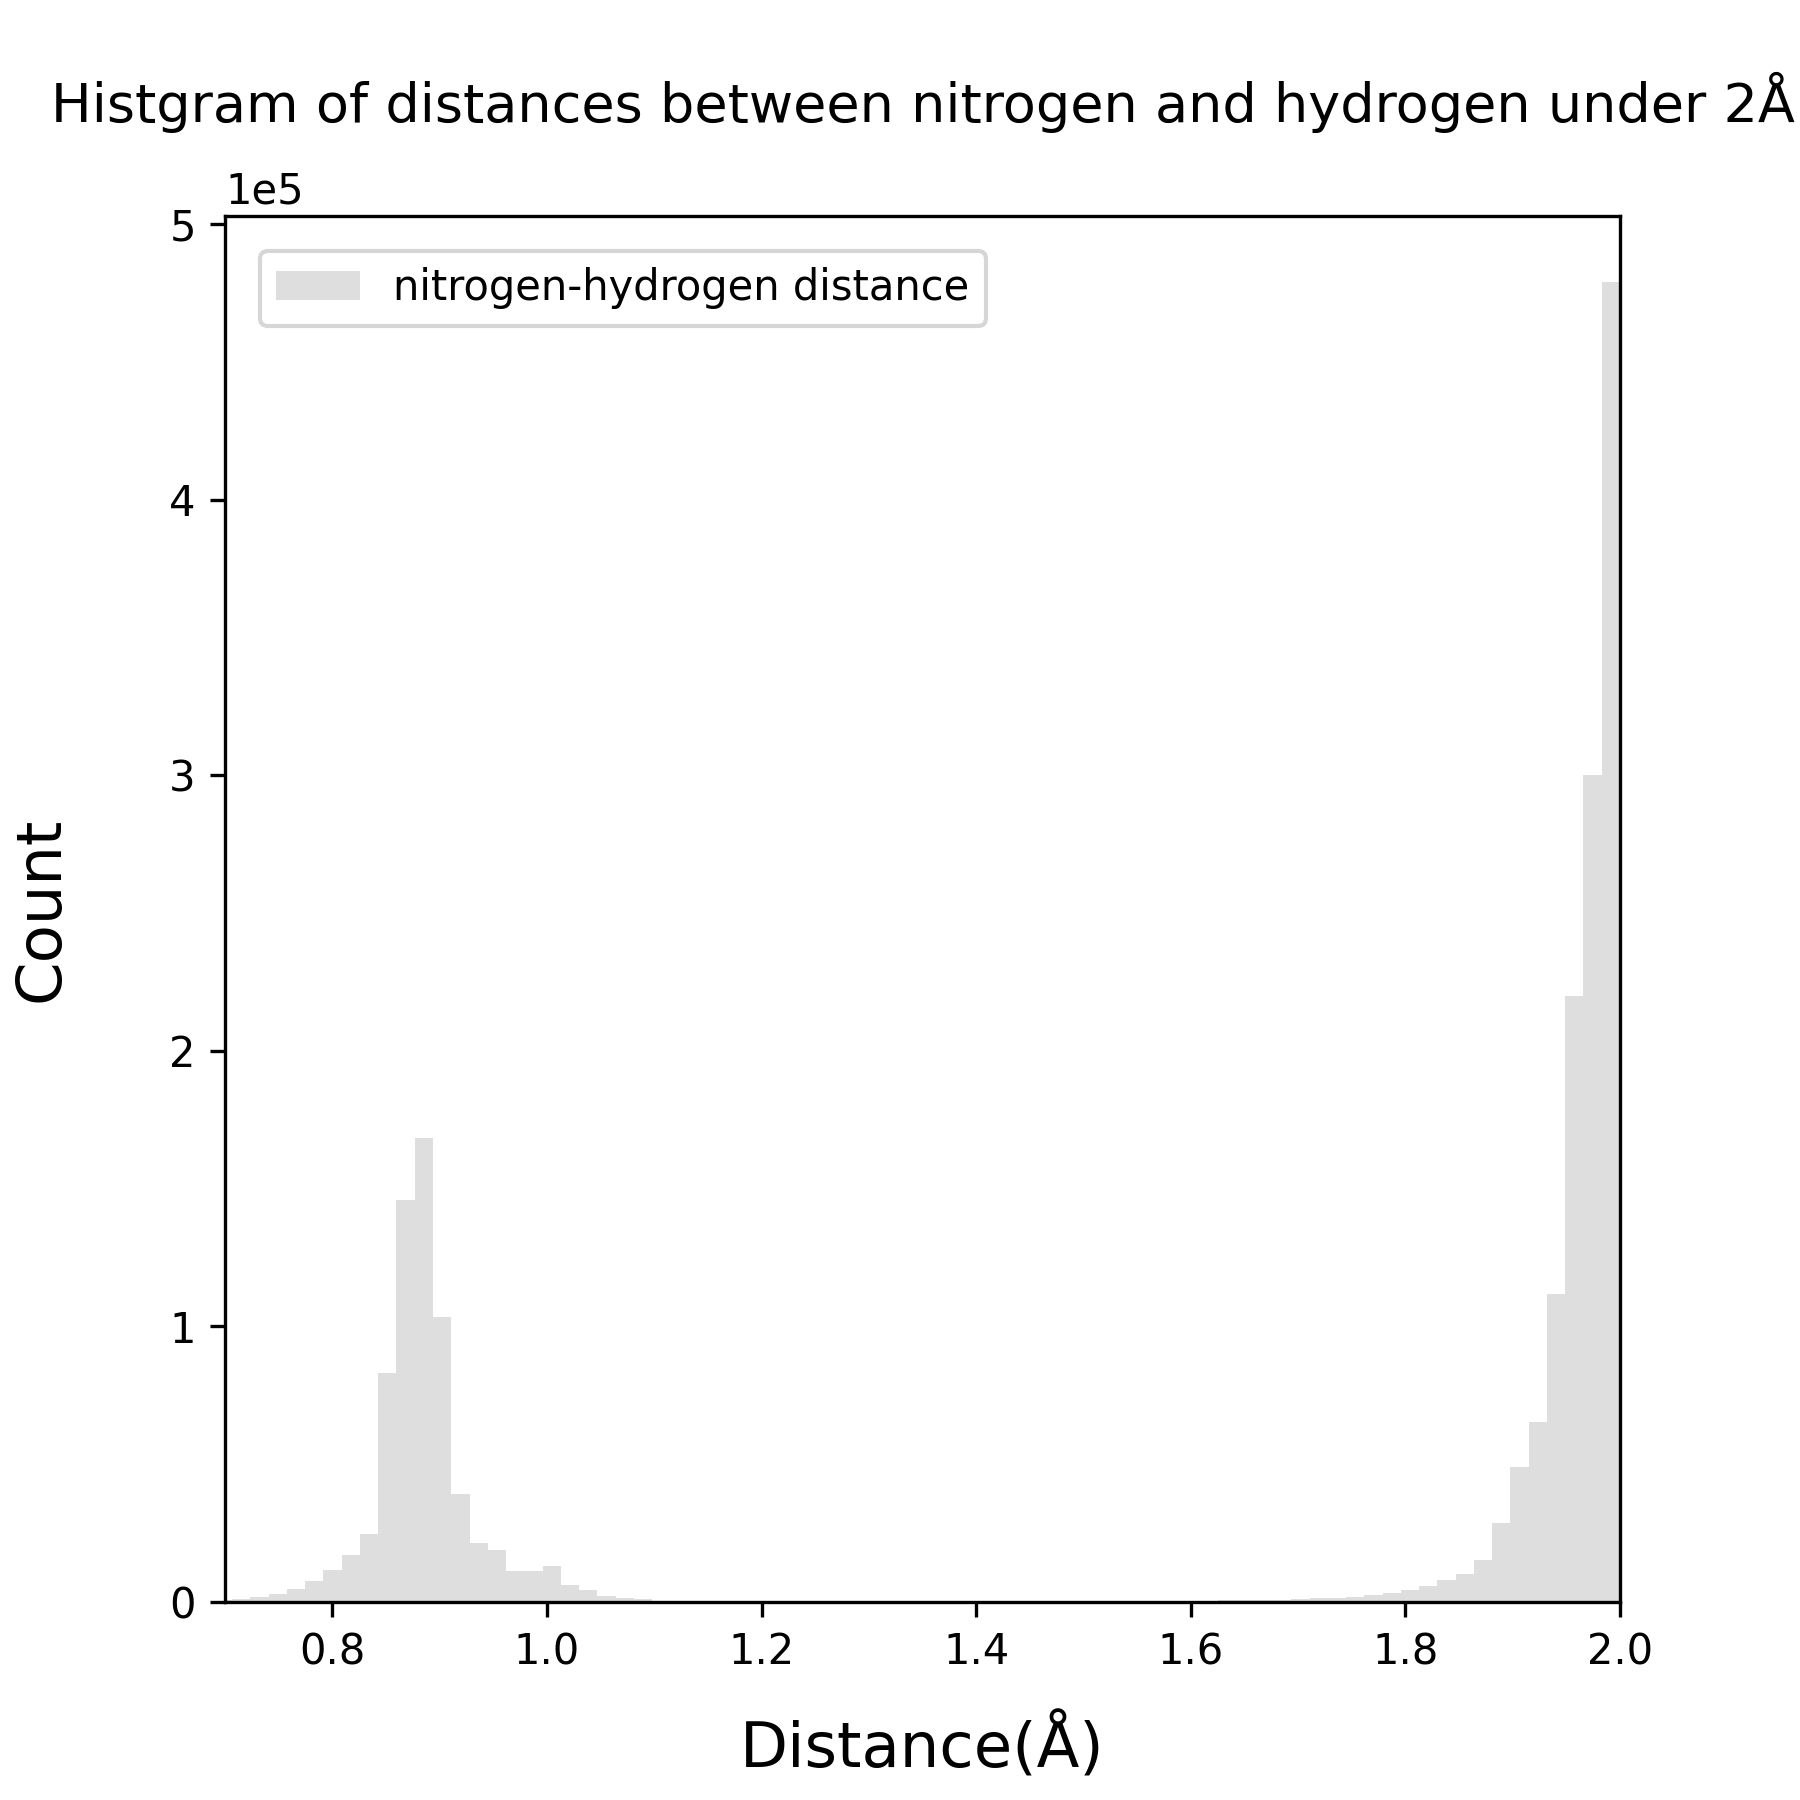 Histgram of distances between nitrogen and hydrogen under 2Å
1e5
5
nitrogen-hydrogen distance
4
3
Count
2
1
0
0.8 1.0 1.2 1.4 1.6 1.8 2.0
Distance(Å)